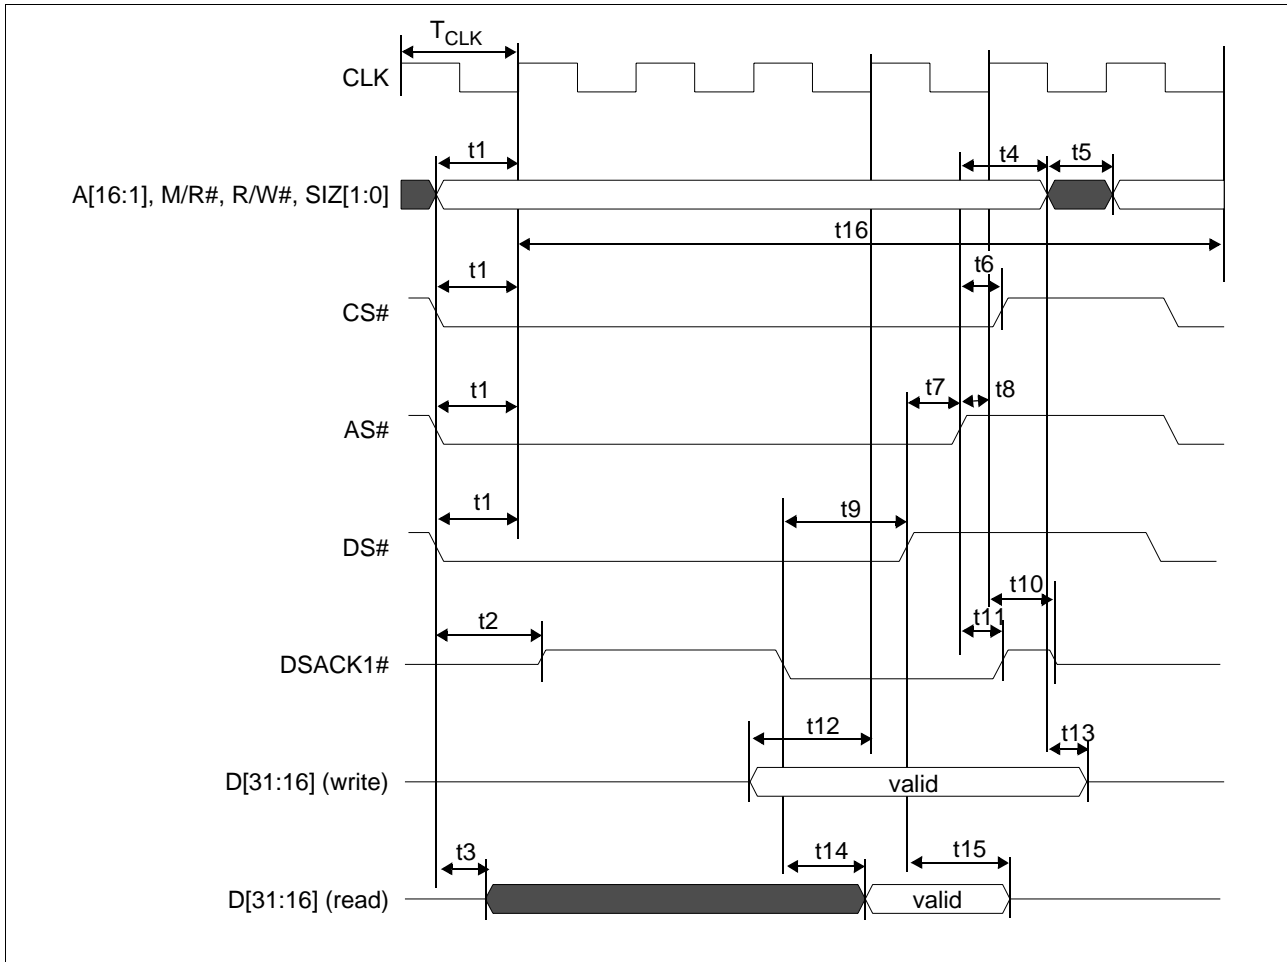 TCLK
CLK
t1
t4
t5
A[16:1], M/R#, R/W#, SIZ[1:0]
t16
t1
t6
CS#
t1
t7
t8
AS#
t1
t9
DS#
t10
t2
t11
DSACK1#
t12
t13
D[31:16] (write)
valid
t3
t14
t15
D[31:16] (read)
valid